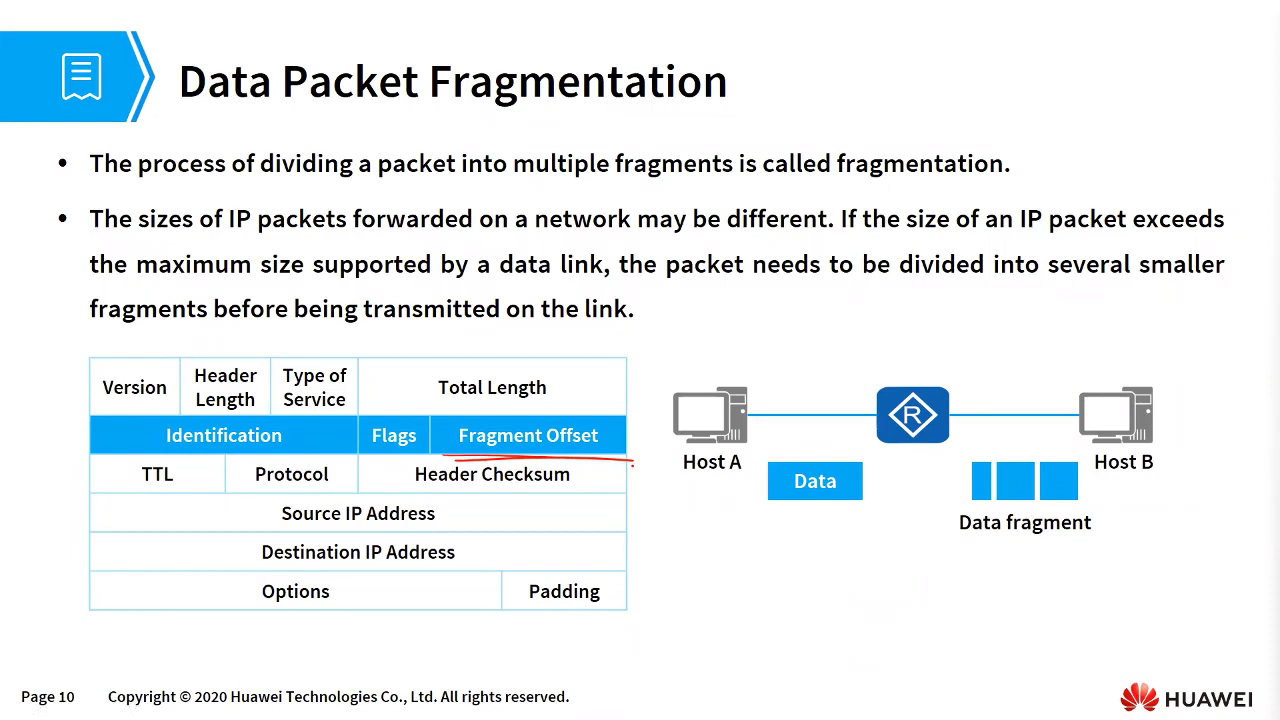 Data Packet Fragmentation
• The process of dividing a packet into multiple fragments is called fragmentation.
• The sizes of IP packets forwarded on a network may be different. If the size of an IP packet exceeds
the maximum size supported by a data link, the packet needs to be divided into several smaller
fragments before being transmitted on the link.
Version
Header
Length
Type of
Service
Total Length
Identification
Flags
Fragment Offset
TTL
Protocol
Header Checksum
Source IP Address
Destination IP Address
Options
Padding
R
Host A
Host B
Data
Data fragment
Page 10
Copyright © 2020 Huawei Technologies Co., Ltd. All rights reserved.
HUAWEI